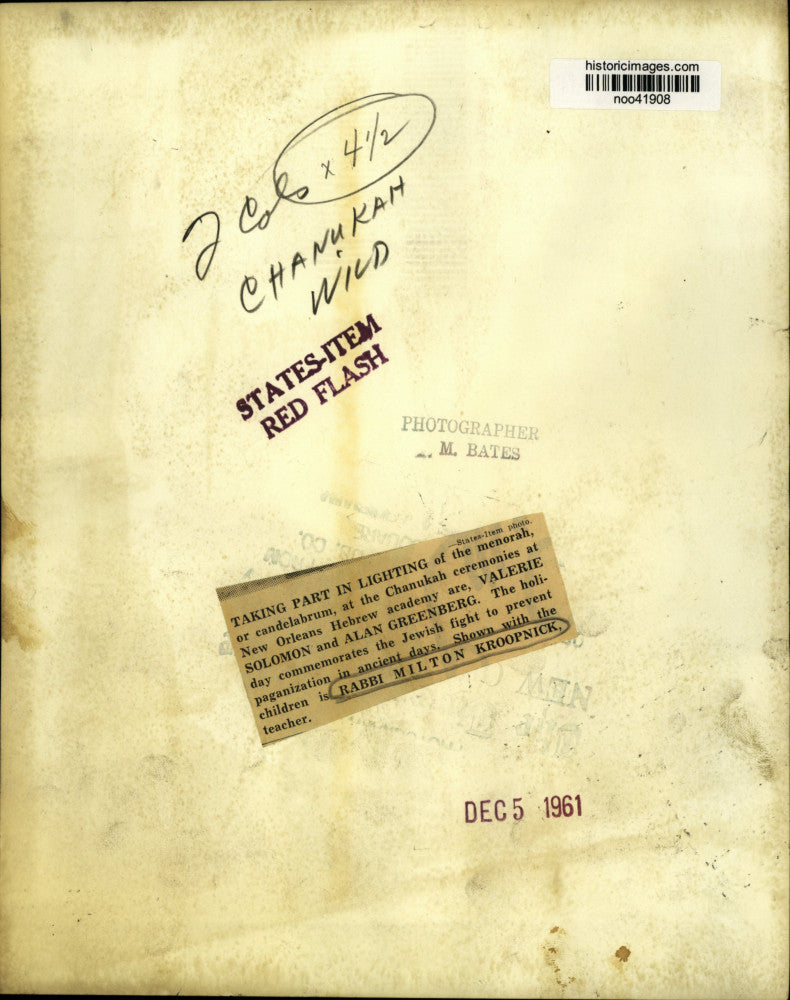 historicimages.com
noo41908
2 Cols x 4 1/2
CHANUKAH
WILD
STATES-ITEM
RED FLASH
PHOTOGRAPHER
M. BATES
—States-Item photo.
TAKING PART IN LIGHTING of the menorah,
or candelabrum, at the Chanukah ceremonies at
New Orleans Hebrew academy are, VALERIE
SOLOMON and ALAN GREENBERG. The holi-
day commemorates the Jewish fight to prevent
paganization in ancient days. Shown with the
children is RABBI MILTON KROOPNICK,
teacher.
DEC 5 1961